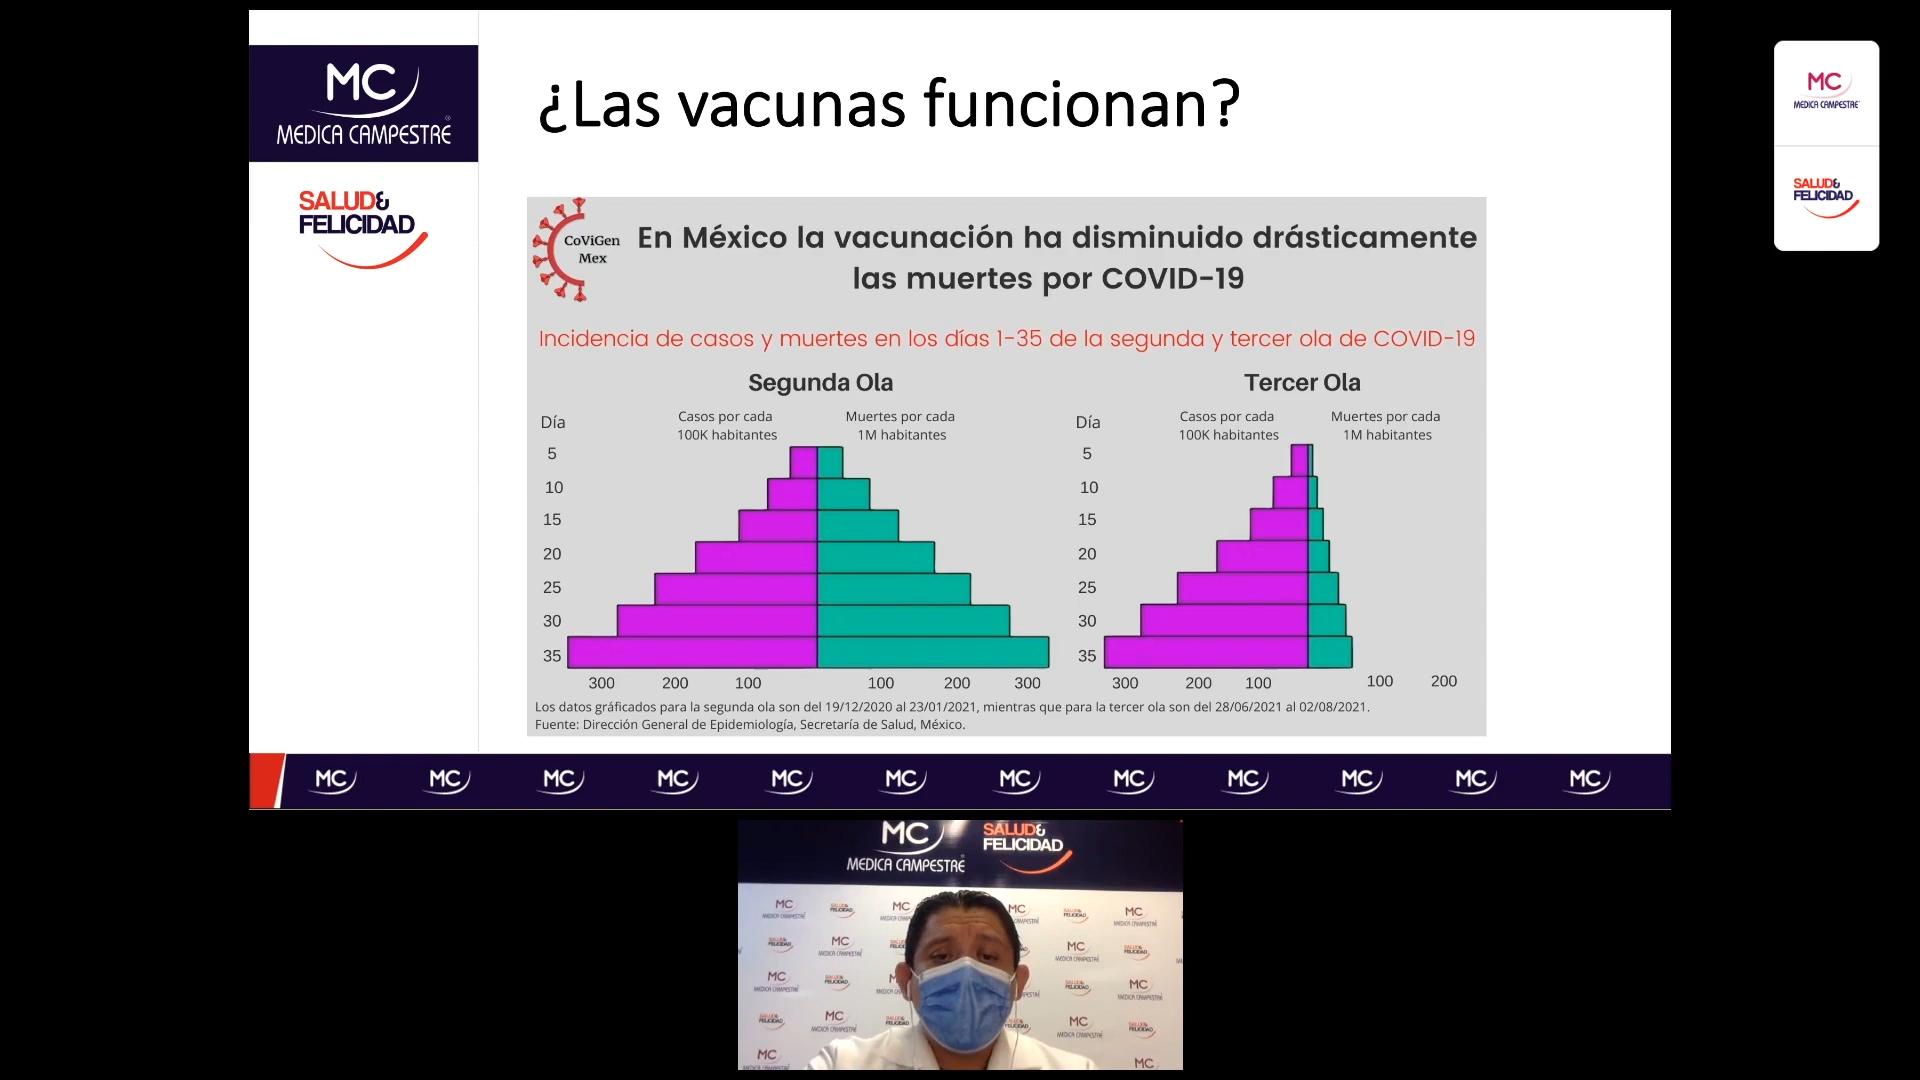 MC
MEDICA CAMPESTRE
SALUD&
FELICIDAD
¿Las vacunas funcionan?
CoViGen
Mex
En México la vacunación ha disminuido drásticamente
las muertes por COVID-19
Incidencia de casos y muertes en los días 1-35 de la segunda y tercer ola de COVID-19
Segunda Ola
Día
Casos por cada
100K habitantes
Muertes por cada
1M habitantes
5
10
15
20
25
30
35
300 200 100 100 200 300
Tercer Ola
Día
Casos por cada
100K habitantes
Muertes por cada
1M habitantes
5
10
15
20
25
30
35
300 200 100 100 200
Los datos gráficados para la segunda ola son del 19/12/2020 al 23/01/2021, mientras que para la tercer ola son del 28/06/2021 al 02/08/2021.
Fuente: Dirección General de Epidemiología, Secretaría de Salud, México.
MC MC MC MC MC MC MC MC MC MC MC MC
MC
MEDICA CAMPESTRE
SALUD&
FELICIDAD
MC
MEDICA CAMPESTRE
SALUD&
FELICIDAD